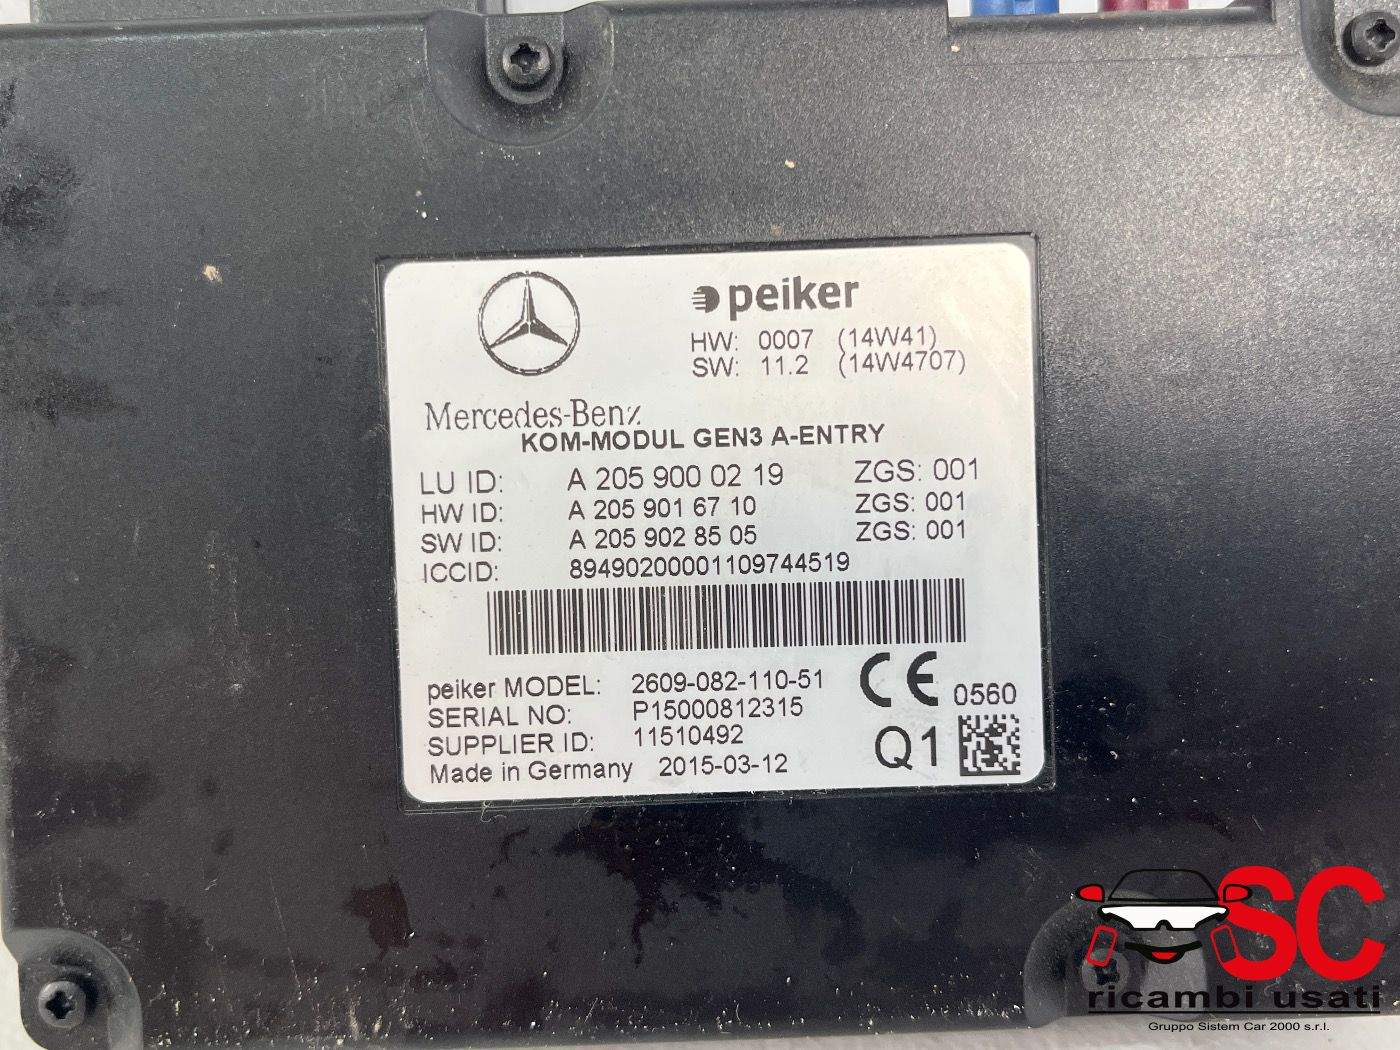 peiker
HW: 0007 (14W41)
SW: 11.2 (14W4707)
Mercedes-Benz
KOM-MODUL GEN3 A-ENTRY
LU ID: A 205 900 02 19 ZGS: 001
HW ID: A 205 901 67 10 ZGS: 001
SW ID: A 205 902 85 05 ZGS: 001
ICCID: 89490200001109744519
peiker MODEL: 2609-082-110-51
CE 0560
SERIAL NO: P15000812315
SUPPLIER ID: 11510492
Q1
Made in Germany 2015-03-12
SC
ricambi usati
Gruppo Sistem Car 2000 s.r.l.